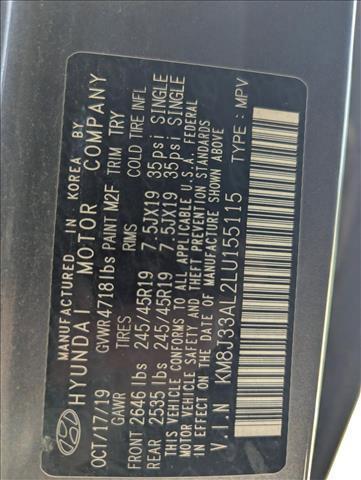 MANUFACTURED BY IN KOREA BY
HYUNDAI MOTOR COMPANY
OCT/17/19 GVWR 4718lbs PAINT M2F TRIM TRY
GAWR TIRES RIMS COLD TIRE INFL
FRONT 2646 lbs 245/45R19 7.5JX19 35psi SINGLE
REAR 2535 lbs 245/45R19 7.5JX19 35psi SINGLE
THIS VEHICLE CONFORMS TO ALL APPLICABLE U.S.A. FEDERAL
MOTOR VEHICLE SAFETY AND THEFT PREVENTION STANDARDS
IN EFFECT ON THE DATE OF MANUFACTURE SHOWN ABOVE.
V.I.N KM8J33AL2LU155115 TYPE: MPV